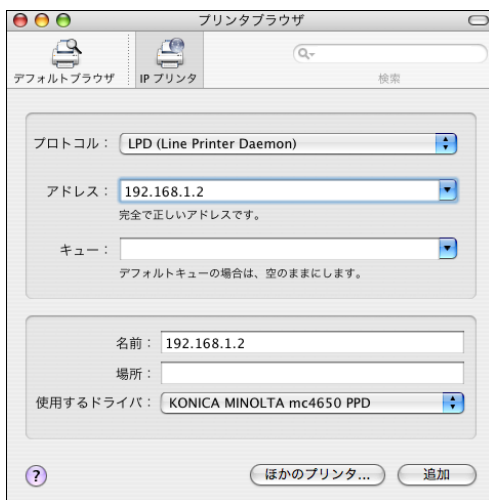 プリンタブラウザ
デフォルトブラウザ
IP プリンタ
検索
プロトコル： LPD (Line Printer Daemon)
アドレス： 192.168.1.2
完全で正しいアドレスです。
キュー：
デフォルトキューの場合は、空のままにします。
名前： 192.168.1.2
場所：
使用するドライバ： KONICA MINOLTA mc4650 PPD
?
ほかのプリンタ...
追加